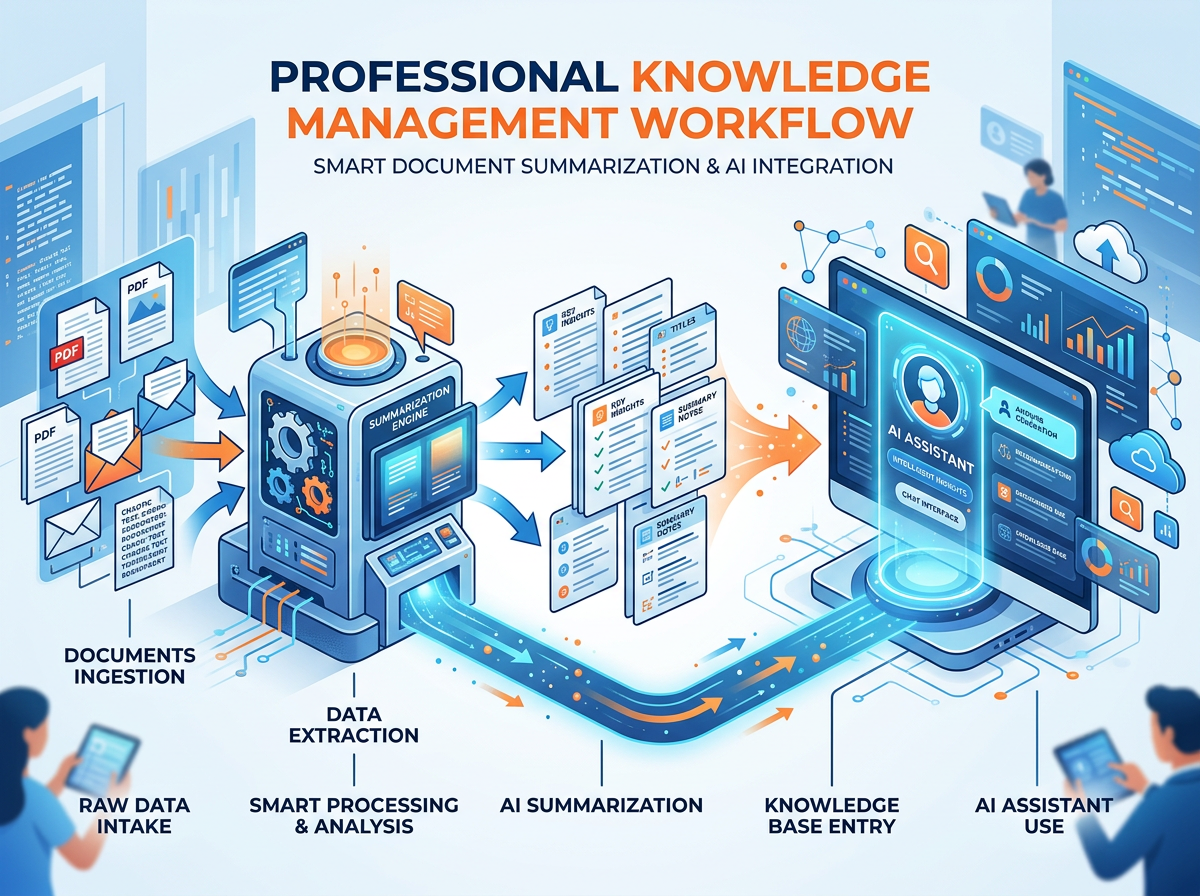 PROFESSIONAL KNOWLEDGE
MANAGEMENT WORKFLOW
SMART DOCUMENT SUMMARIZATION & AI INTEGRATION
PDF
PDF
PDF
SUMMARIZATION
ENGINE
INSIGHTS
TITLES
INSIGHTS
SUMMARY
AI ASSISTANT
INTELLIGENT INSIGHTS
CHAT INTERFACE
DOCUMENTS
INGESTION
DATA
EXTRACTION
RAW DATA
INTAKE
SMART PROCESSING
& ANALYSIS
AI SUMMARIZATION
KNOWLEDGE
BASE ENTRY
AI ASSISTANT
USE